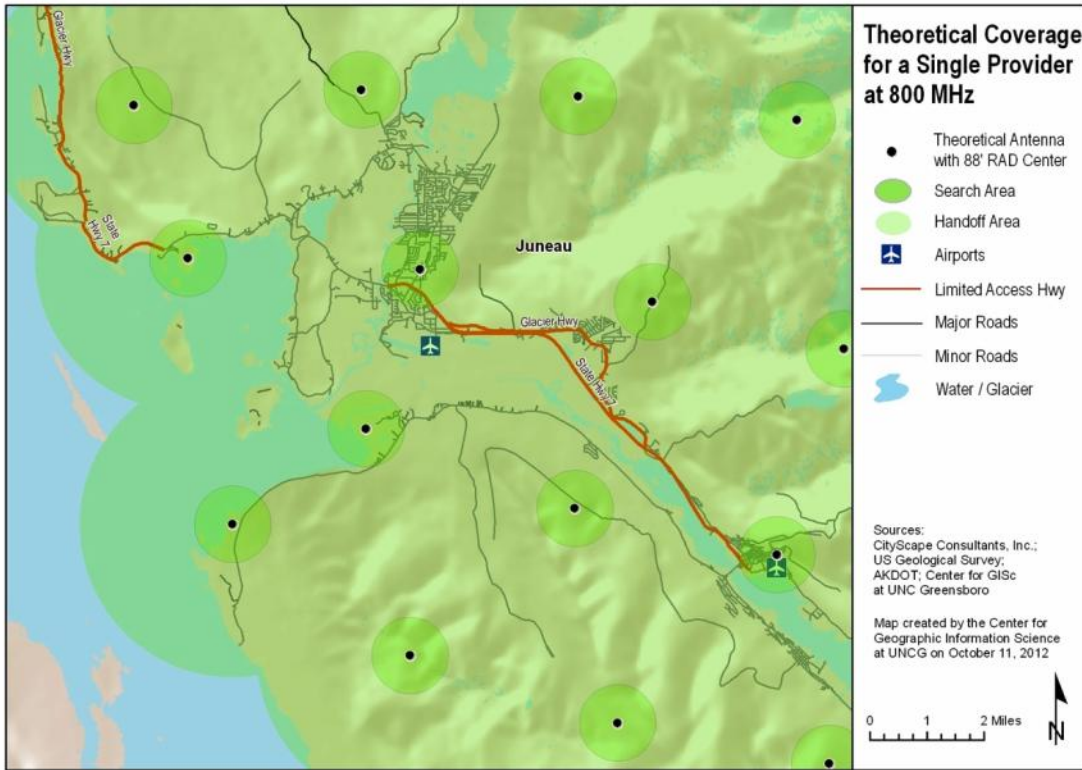 Glacier Hwy
State
Hwy 7
Juneau
Glacier Hwy
State Hwy 7
Theoretical Coverage
for a Single Provider
at 800 MHz
Theoretical Antenna
with 88' RAD Center
Search Area
Handoff Area
Airports
Limited Access Hwy
Major Roads
Minor Roads
Water / Glacier
Sources:
CityScape Consultants, Inc.;
US Geological Survey;
AKDOT; Center for GISc
at UNC Greensboro
Map created by the Center for
Geographic Information Science
at UNCG on October 11, 2012
0 1 2 Miles
N